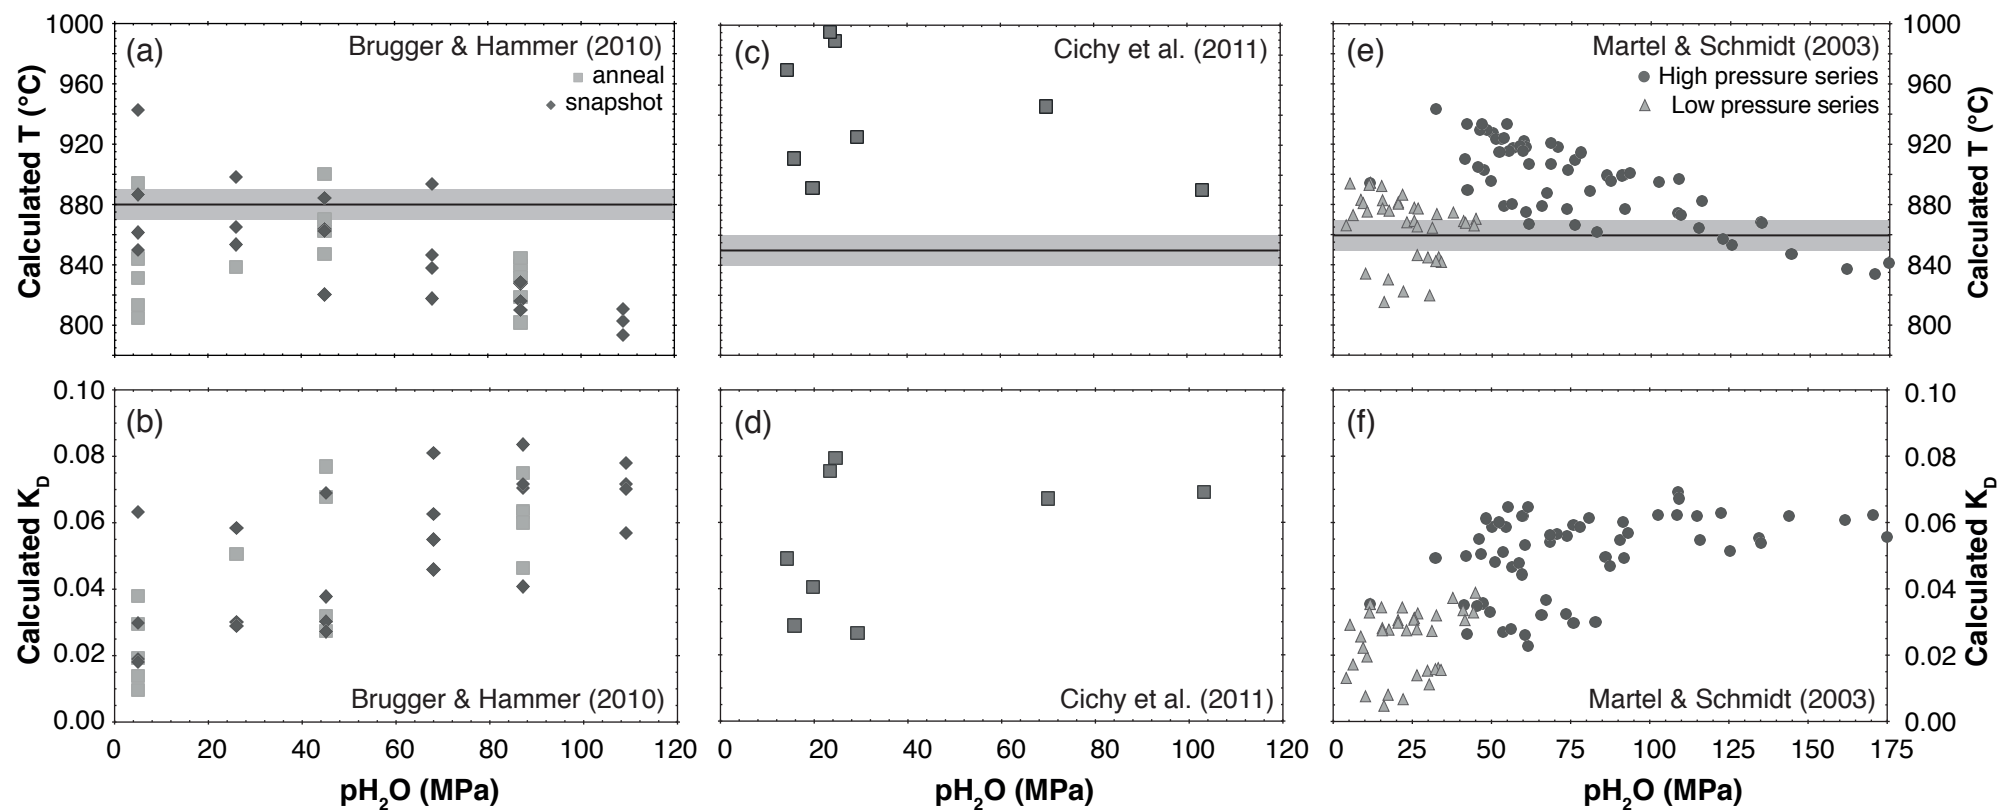 (a)
Brugger & Hammer (2010)
anneal
snapshot
1000
960
920
880
840
800
Calculated T (°C)
(c)
Cichy et al. (2011)
(e)
Martel & Schmidt (2003)
High pressure series
Low pressure series
1000
960
920
880
840
800
Calculated T (°C)
(b)
Brugger & Hammer (2010)
0.10
0.08
0.06
0.04
0.02
0.00
Calculated K_D
0 20 40 60 80 100 120
pH₂O (MPa)
(d)
Cichy et al. (2011)
0 20 40 60 80 100 120
pH₂O (MPa)
(f)
Martel & Schmidt (2003)
0.10
0.08
0.06
0.04
0.02
0.00
Calculated K_D
0 25 50 75 100 125 150 175
pH₂O (MPa)